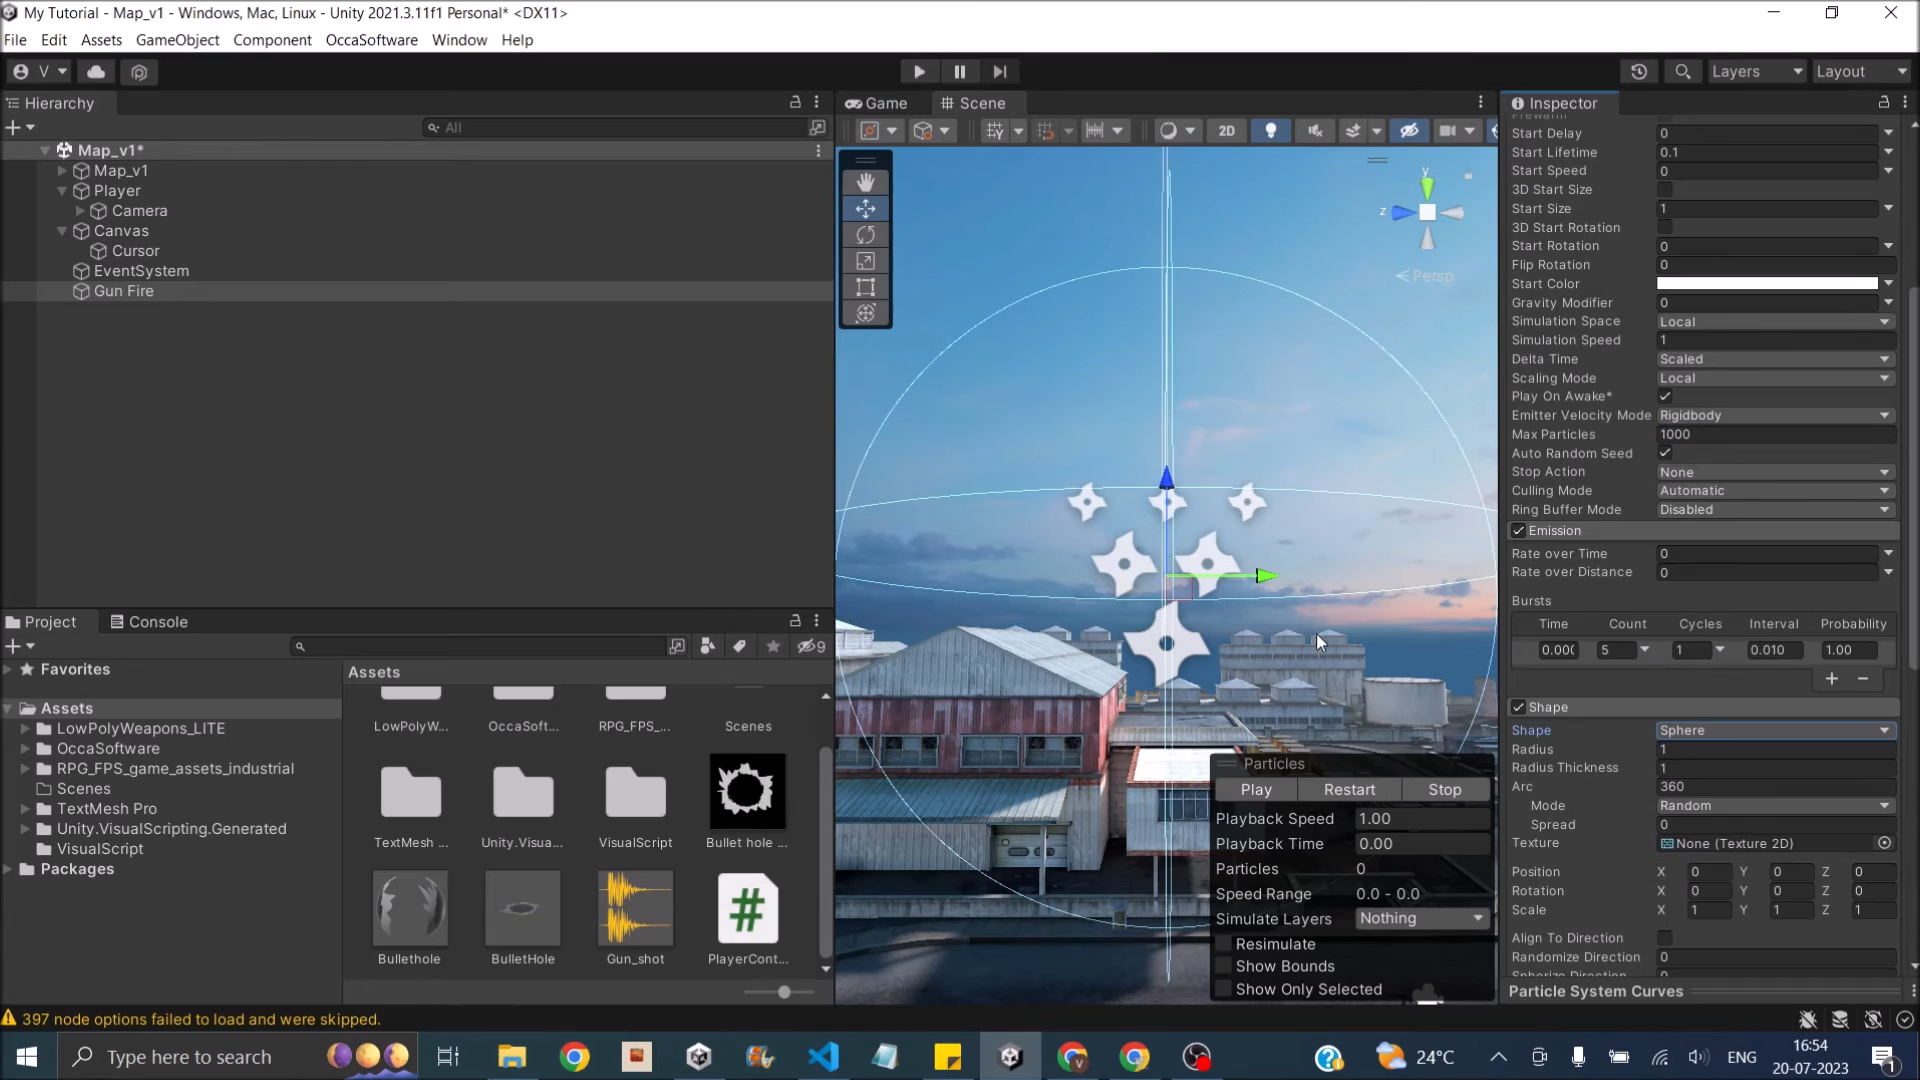 My Tutorial - Map_v1 - Windows, Mac, Linux - Unity 2021.3.11f1 Personal* <DX11>
File Edit Assets GameObject Component OccaSoftware Window Help
V Layers Layout
Hierarchy
All
Map_v1*
Map_v1
Player
Camera
Canvas
Cursor
EventSystem
Gun Fire
Game Scene
2D
y
z
Persp
Particles
Play Restart Stop
Playback Speed 1.00
Playback Time 0.00
Particles 0
Speed Range 0.0 - 0.0
Simulate Layers Nothing
Resimulate
Show Bounds
Show Only Selected
Inspector
Start Delay 0
Start Lifetime 0.1
Start Speed 0
3D Start Size
Start Size 1
3D Start Rotation
Start Rotation 0
Flip Rotation 0
Start Color
Gravity Modifier 0
Simulation Space Local
Simulation Speed 1
Delta Time Scaled
Scaling Mode Local
Play On Awake*
Emitter Velocity Mode Rigidbody
Max Particles 1000
Auto Random Seed
Stop Action None
Culling Mode Automatic
Ring Buffer Mode Disabled
Emission
Rate over Time 0
Rate over Distance 0
Bursts
Time Count Cycles Interval Probability
0.00( 5 1 0.010 1.00
+ −
Shape
Shape Sphere
Radius 1
Radius Thickness 1
Arc 360
Mode Random
Spread 0
Texture None (Texture 2D)
Position X 0 Y 0 Z 0
Rotation X 0 Y 0 Z 0
Scale X 1 Y 1 Z 1
Align To Direction
Randomize Direction 0
Particle System Curves
Project Console
9
Favorites
Assets
LowPolyWeapons_LITE
OccaSoftware
RPG_FPS_game_assets_industrial
Scenes
TextMesh Pro
Unity.VisualScripting.Generated
VisualScript
Packages
Assets
LowPolyW... OccaSoft... RPG_FPS_... Scenes
TextMesh ... Unity.Visua... VisualScript Bullet hole ...
#
Bullethole BulletHole Gun_shot PlayerCont...
397 node options failed to load and were skipped.
Type here to search
24°C
ENG
16:54
20-07-2023
1